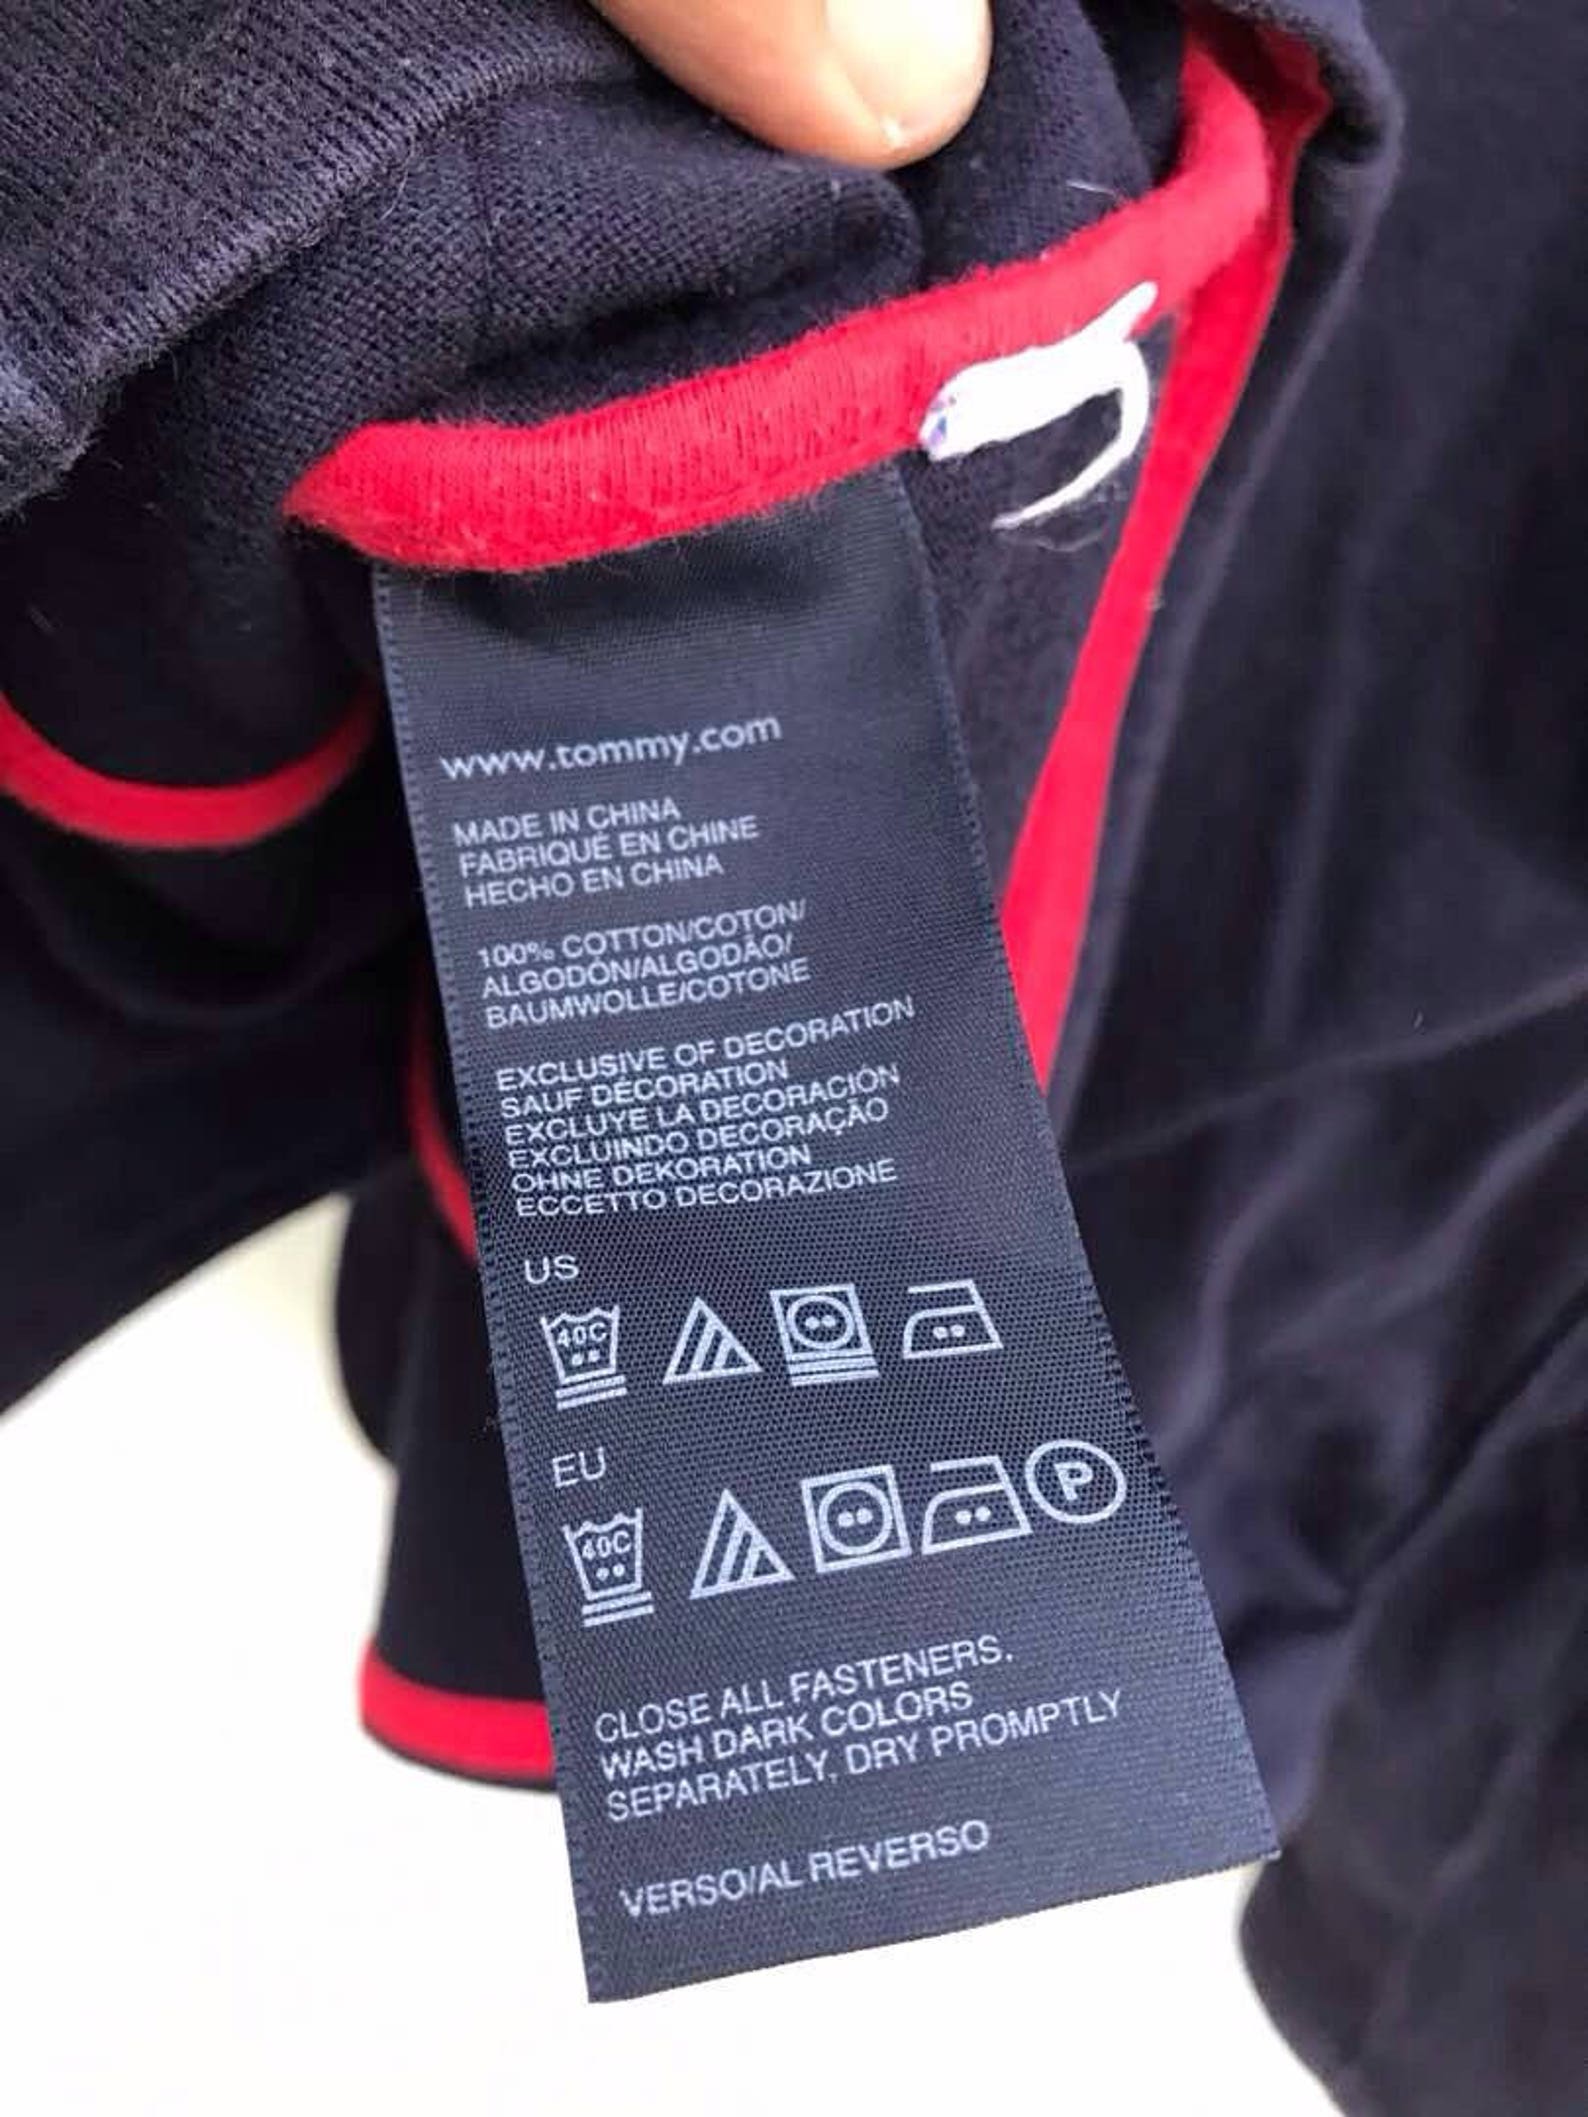 www.tommy.com
MADE IN CHINA
FABRIQUÉ EN CHINE
HECHO EN CHINA
100% COTTON/COTON/
ALGODÓN/ALGODÃO/
BAUMWOLLE/COTONE
EXCLUSIVE OF DECORATION
SAUF DÉCORATION
EXCLUYE LA DECORACIÓN
EXCLUINDO DECORAÇÃO
OHNE DEKORATION
ECCETTO DECORAZIONE
US
40C
EU
40C P
CLOSE ALL FASTENERS.
WASH DARK COLORS
SEPARATELY, DRY PROMPTLY
VERSO/AL REVERSO